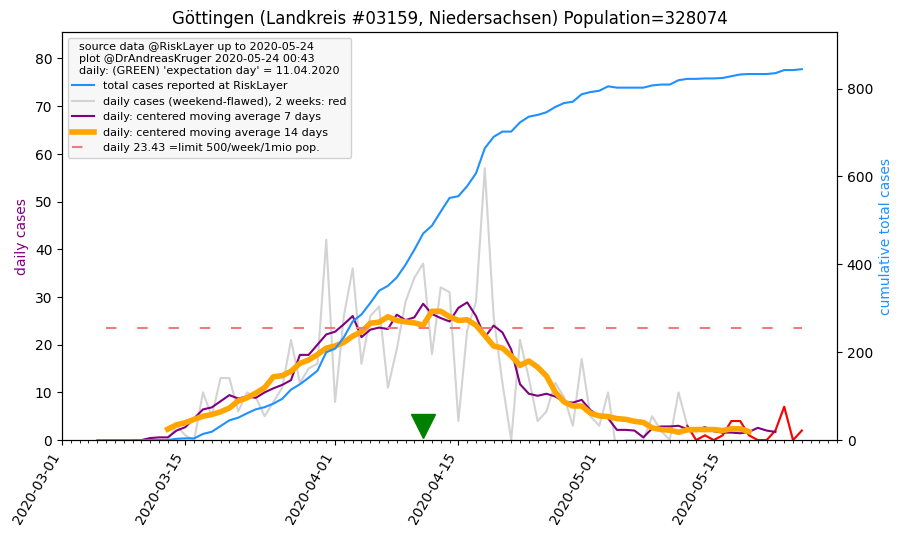 Göttingen (Landkreis #03159, Niedersachsen) Population=328074
source data @RiskLayer up to 2020-05-24
plot @DrAndreasKruger 2020-05-24 00:43
daily: (GREEN) 'expectation day' = 11.04.2020
total cases reported at RiskLayer
daily cases (weekend-flawed), 2 weeks: red
daily: centered moving average 7 days
daily: centered moving average 14 days
daily 23.43 =limit 500/week/1mio pop.
daily cases
80
70
60
50
40
30
20
10
0
cumulative total cases
800
600
400
200
0
2020-03-01
2020-03-15
2020-04-01
2020-04-15
2020-05-01
2020-05-15